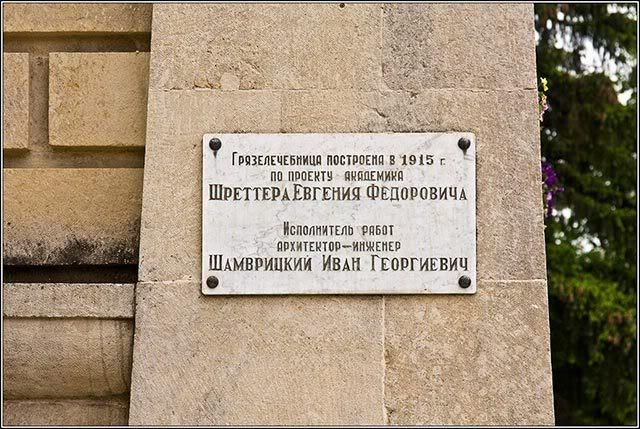 Грязелечебница построена в 1915 г.
по проекту академика
Шреттера Евгения Федоровича
Исполнитель работ
архитектор—инженер
Шамврицкий Иван Георгиевич